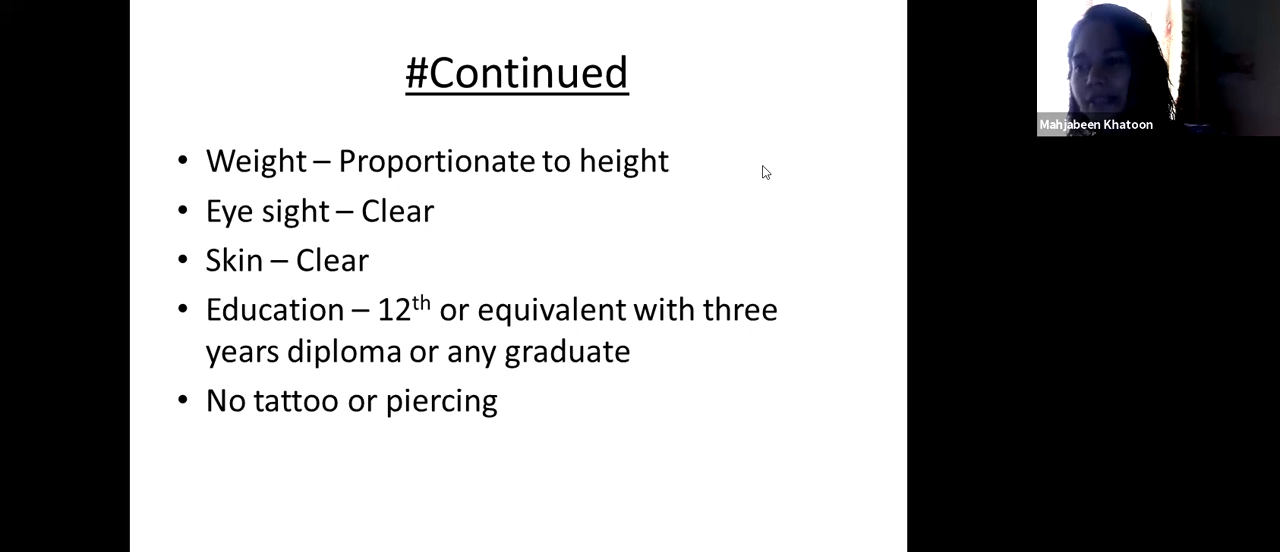 #Continued
• Weight – Proportionate to height
• Eye sight – Clear
• Skin – Clear
• Education – 12th or equivalent with three
years diploma or any graduate
• No tattoo or piercing
Mahjabeen Khatoon